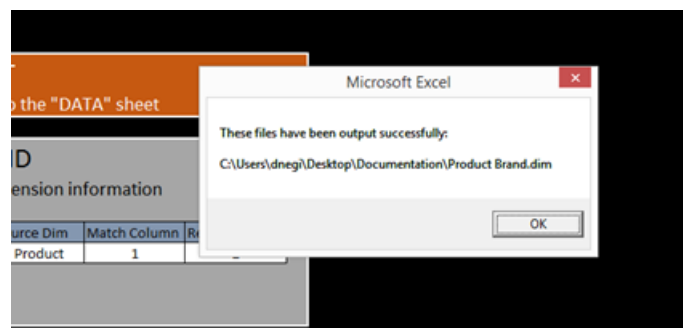 the "DATA" sheet
Microsoft Excel
These files have been output successfully:
C:\Users\dnegi\Desktop\Documentation\Product Brand.dim
OK
D
ension information
urce Dim Match Column
Product 1